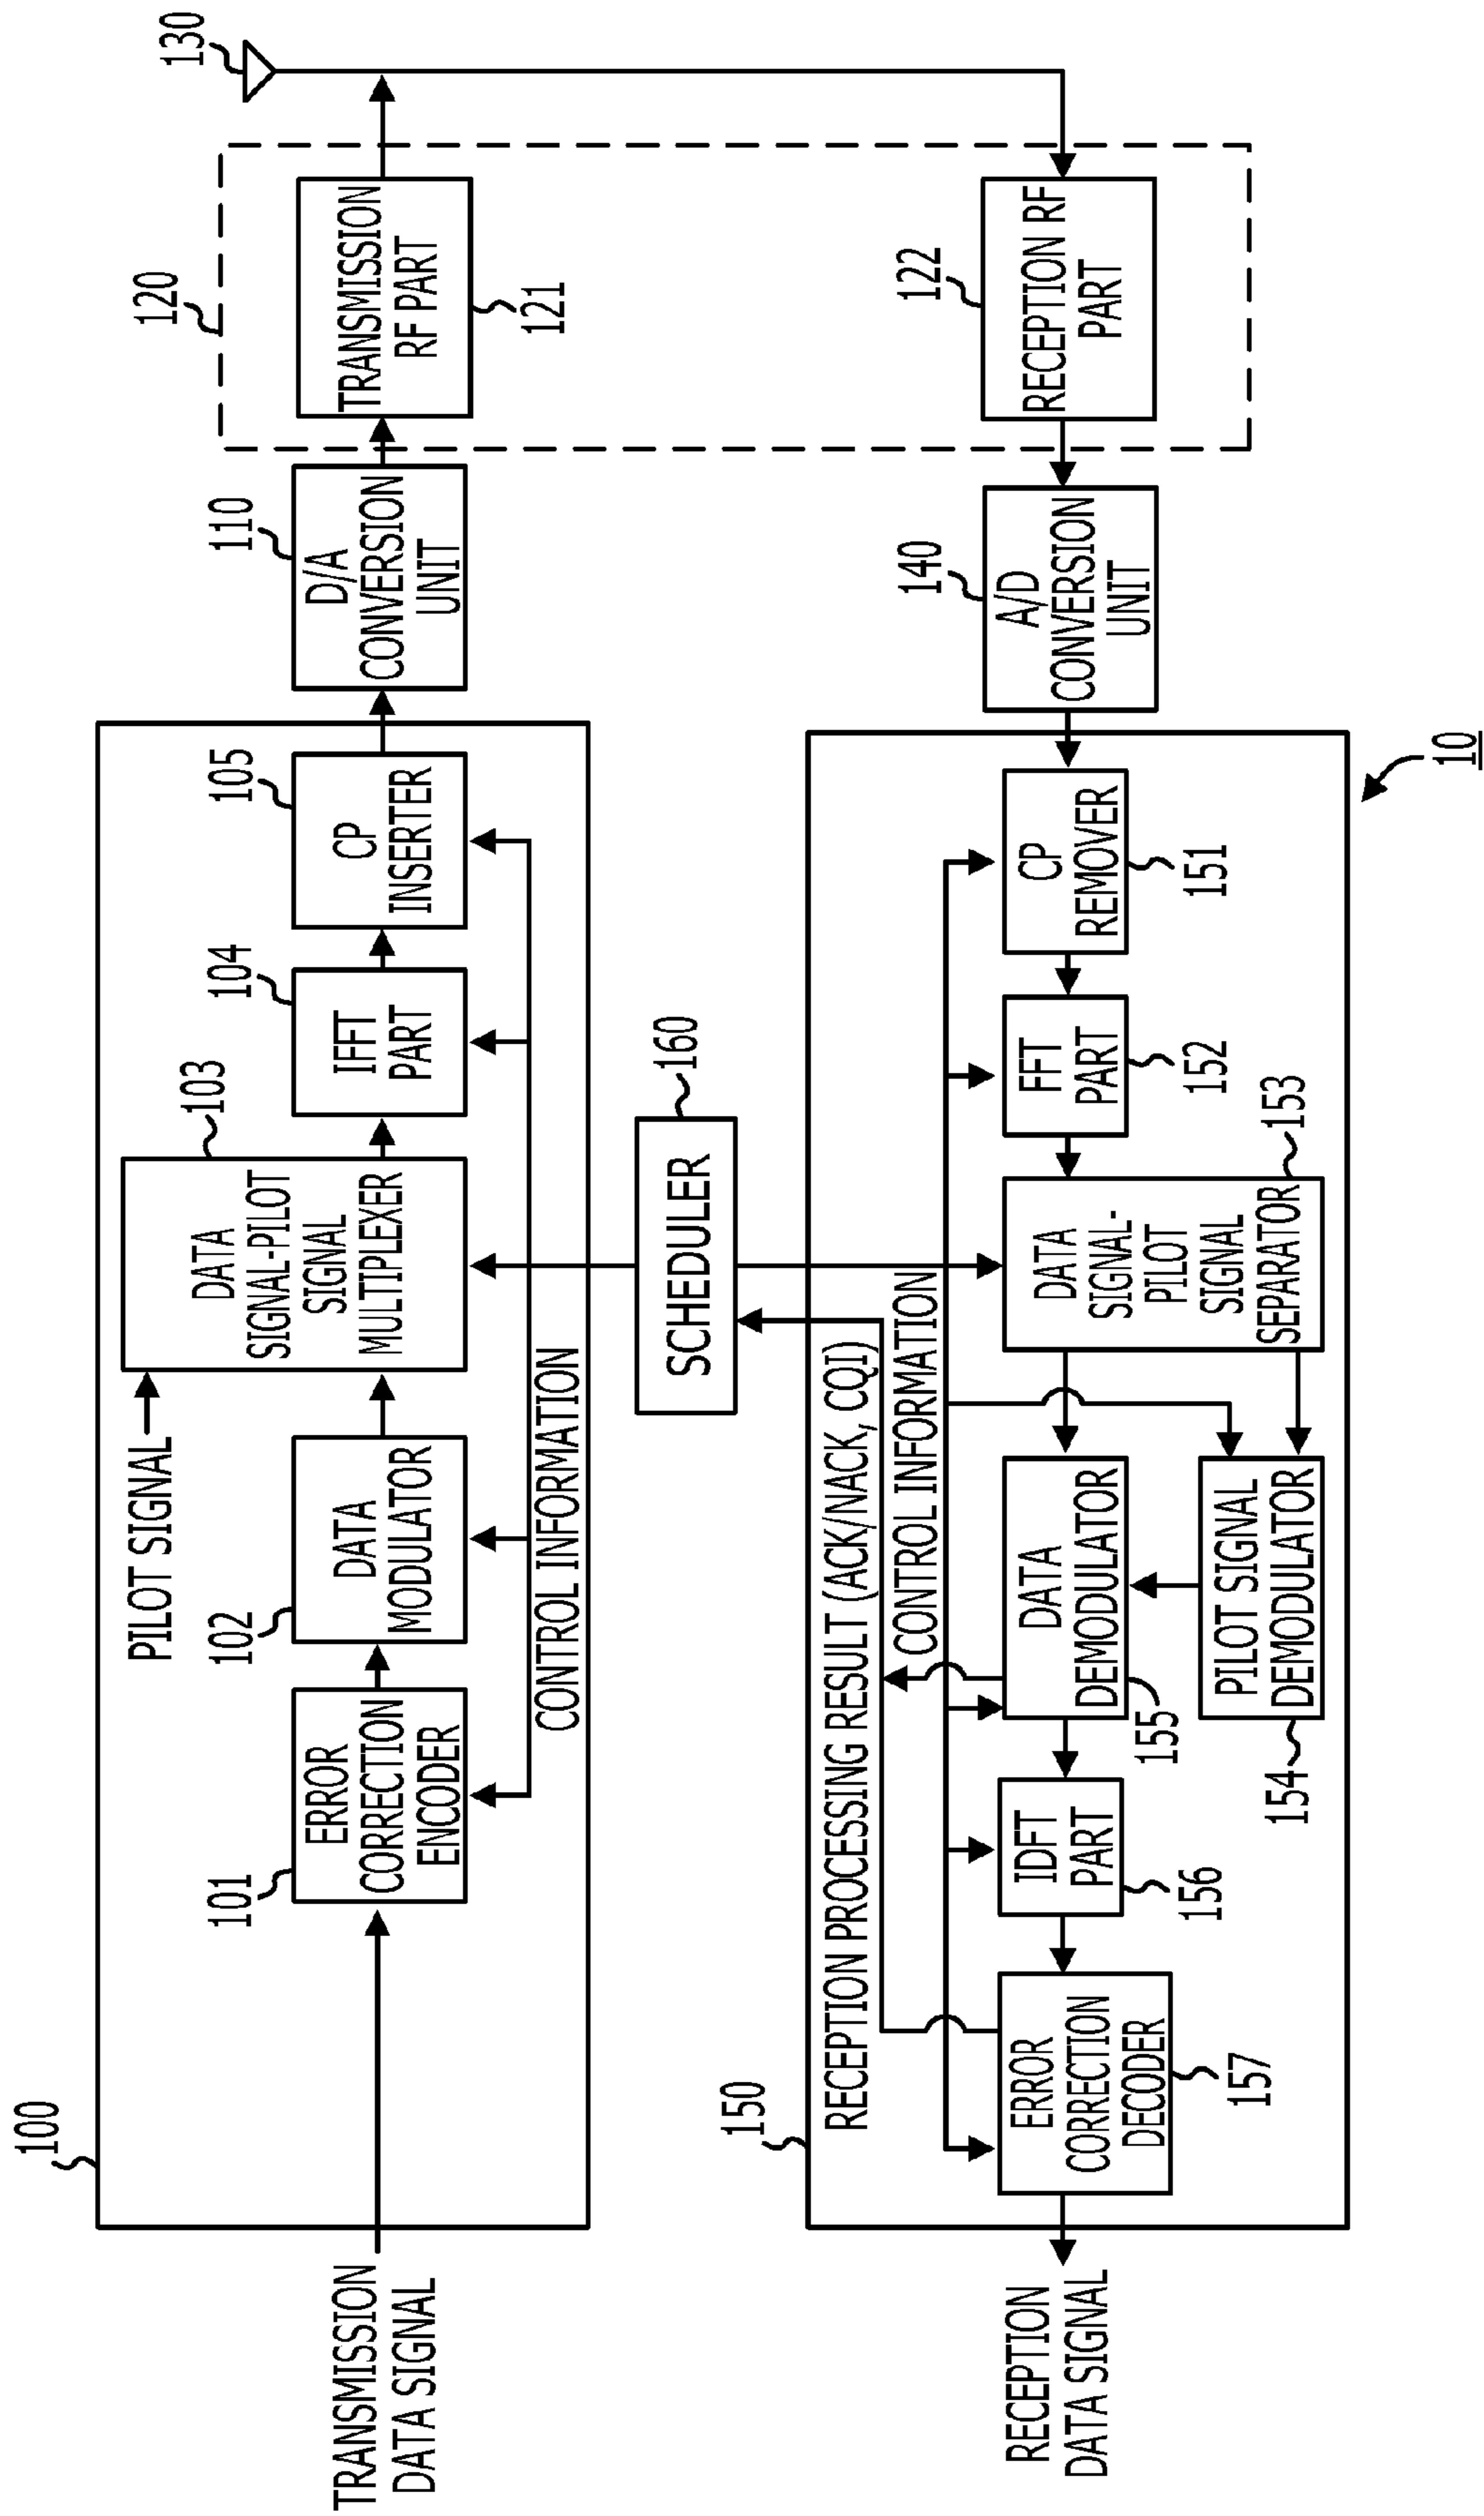 100
101
102
103
104
105
110
120
130
PILOT SIGNAL
TRANSMISSION
DATA SIGNAL
ERROR
CORRECTION
ENCODER
DATA
MODULATOR
DATA
SIGNAL-PILOT
SIGNAL
MULTIPLEXER
IFFT
PART
CP
INSERTER
D/A
CONVERSION
UNIT
TRANSMISSION
RF PART
121
CONTROL INFORMATION
SCHEDULER
160
150
RECEPTION PROCESSING RESULT (ACK/NACK, CQI)
CONTROL INFORMATION
140
122
RECEPTION
DATA SIGNAL
ERROR
CORRECTION
DECODER
157
IDFT
PART
156
DATA
DEMODULATOR
155
PILOT SIGNAL
DEMODULATOR
154
DATA
SIGNAL-
PILOT
SIGNAL
SEPARATOR
153
FFT
PART
152
CP
REMOVER
151
A/D
CONVERSION
UNIT
RECEPTION RF
PART
10